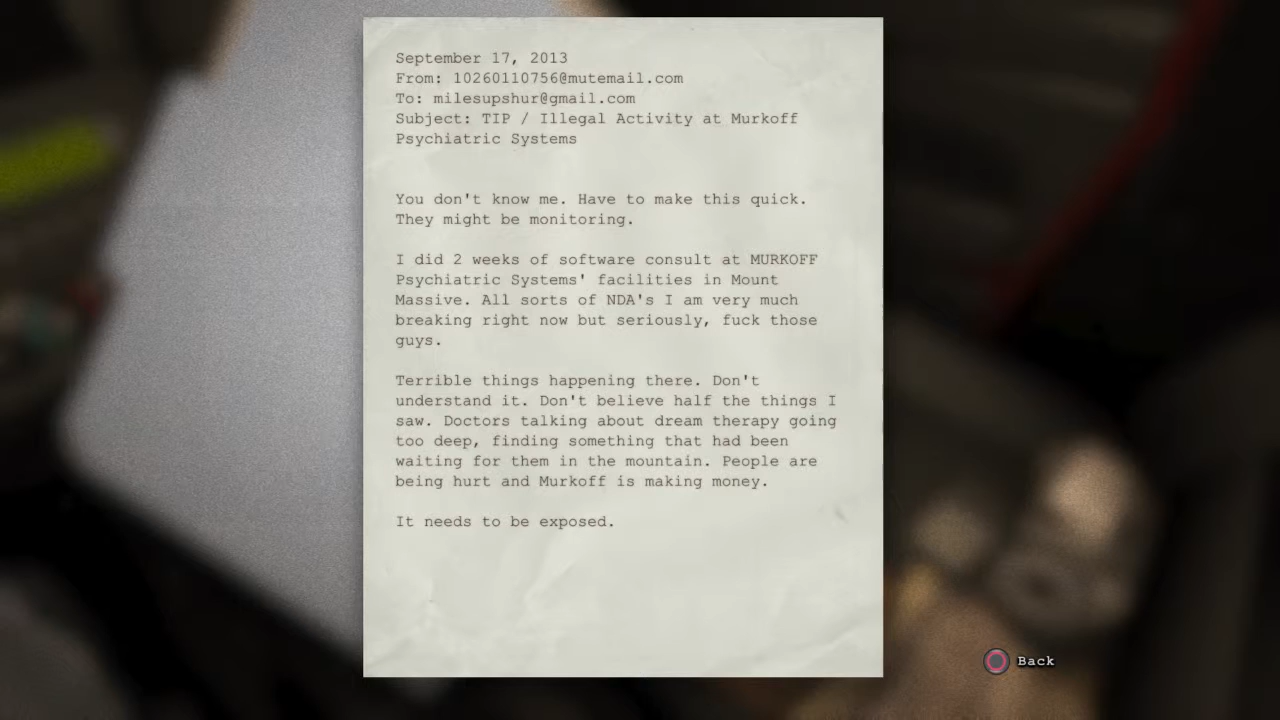 September 17, 2013
From: 10260110756@mutemail.com
To: milesupshur@gmail.com
Subject: TIP / Illegal Activity at Murkoff
Psychiatric Systems
You don't know me. Have to make this quick.
They might be monitoring.
I did 2 weeks of software consult at MURKOFF
Psychiatric Systems' facilities in Mount
Massive. All sorts of NDA's I am very much
breaking right now but seriously, fuck those
guys.
Terrible things happening there. Don't
understand it. Don't believe half the things I
saw. Doctors talking about dream therapy going
too deep, finding something that had been
waiting for them in the mountain. People are
being hurt and Murkoff is making money.
It needs to be exposed.
Back